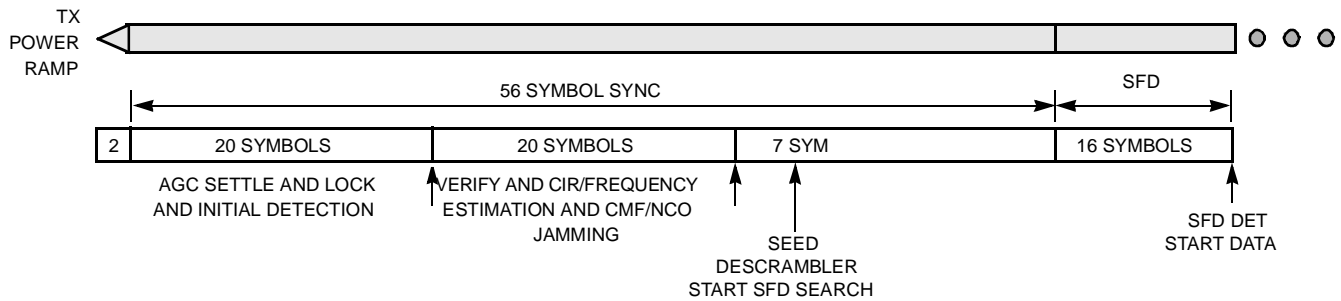 TX
POWER
RAMP
56 SYMBOL SYNC
SFD
2
20 SYMBOLS
20 SYMBOLS
7 SYM
16 SYMBOLS
AGC SETTLE AND LOCK
AND INITIAL DETECTION
VERIFY AND CIR/FREQUENCY
ESTIMATION AND CMF/NCO
JAMMING
SEED
DESCRAMBLER
START SFD SEARCH
SFD DET
START DATA